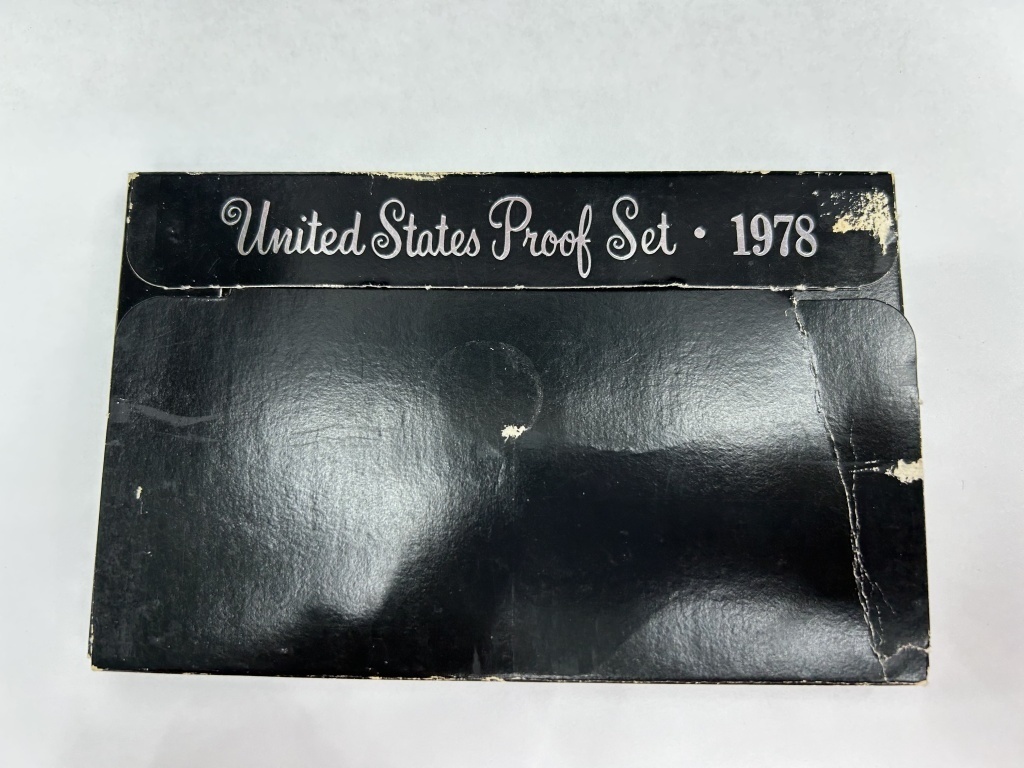 United States Proof Set • 1978